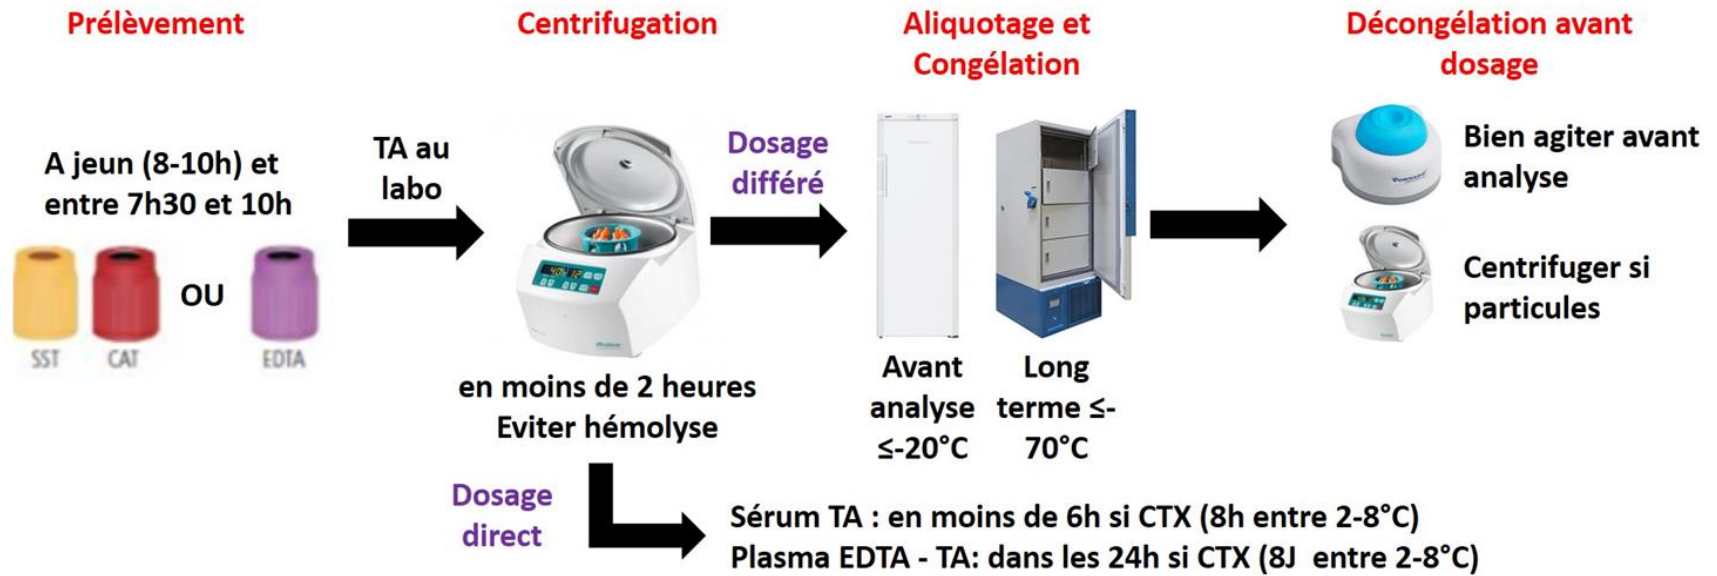 Prélèvement
Centrifugation
Aliquotage et
Congélation
Décongélation avant
dosage
A jeun (8-10h) et
entre 7h30 et 10h
SST
CAT
OU
EDTA
TA au
labo
en moins de 2 heures
Eviter hémolyse
Dosage
différé
Avant
analyse
≤-20°C
Long
terme ≤-
70°C
Bien agiter avant
analyse
Centrifuger si
particules
Dosage
direct
Sérum TA : en moins de 6h si CTX (8h entre 2-8°C)
Plasma EDTA - TA: dans les 24h si CTX (8J entre 2-8°C)